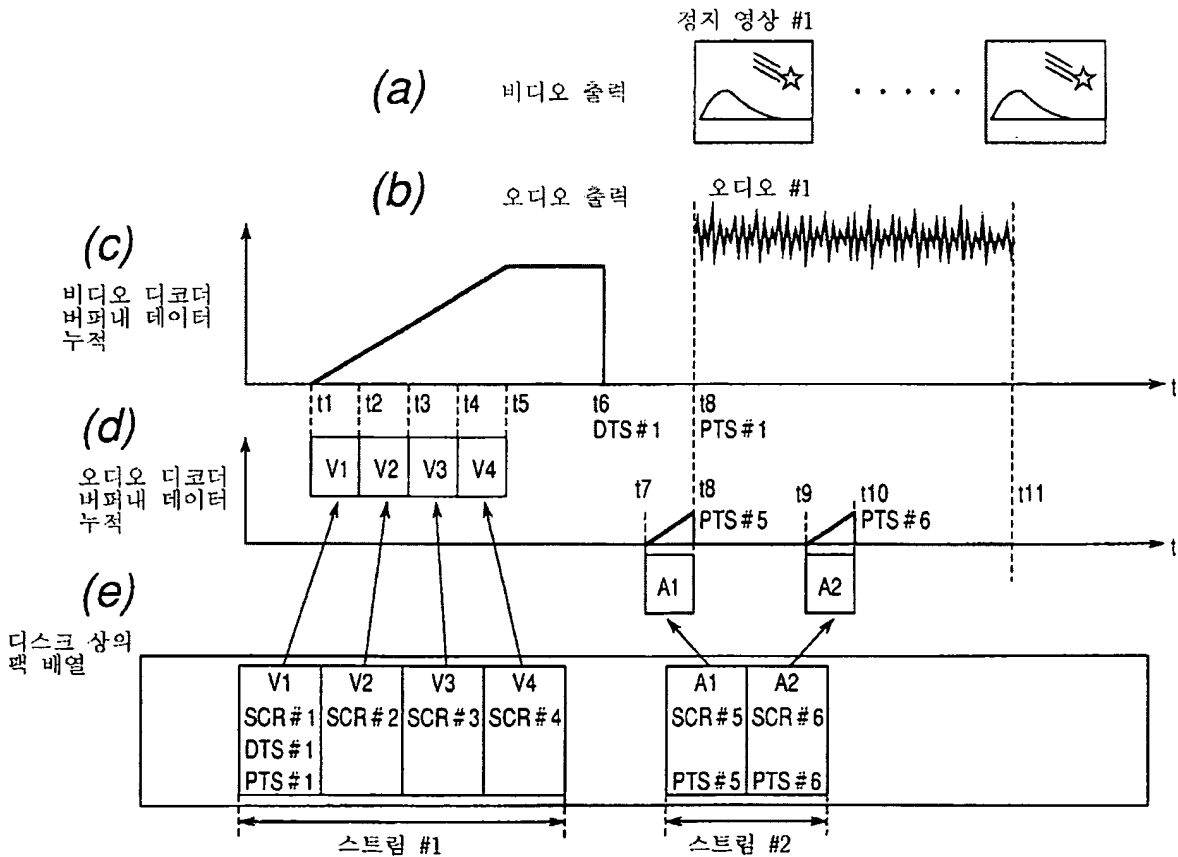 정지 영상 #1
(a)
비디오 출력
(b)
오디오 출력
오디오 #1
(c)
비디오 디코더
버퍼내 데이터
누적
t
t1 t2 t3 t4 t5 t6 t8
DTS #1 PTS #1
(d)
오디오 디코더
버퍼내 데이터
누적
V1 V2 V3 V4
t7 t8 t9 t10 t11
PTS #5 PTS #6
t
A1 A2
(e)
디스크 상의
팩 배열
V1 V2 V3 V4 A1 A2
SCR #1 SCR #2 SCR #3 SCR #4 SCR #5 SCR #6
DTS #1
PTS #1 PTS #5 PTS #6
스트림 #1 스트림 #2